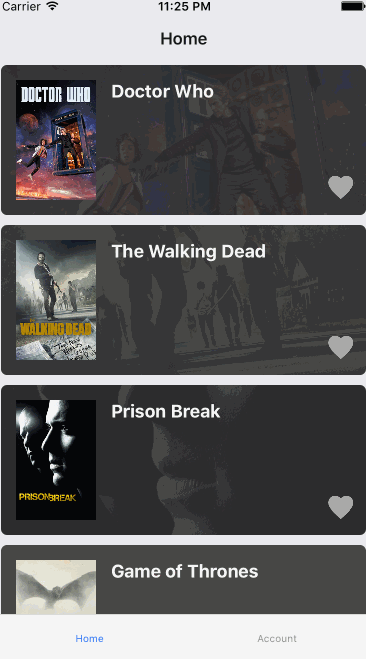 Carrier 11:25 PM
Home
DOCTOR WHO
Doctor Who
The Walking Dead
THE WALKING DEAD
Prison Break
PRISON BREAK
Game of Thrones
Home Account